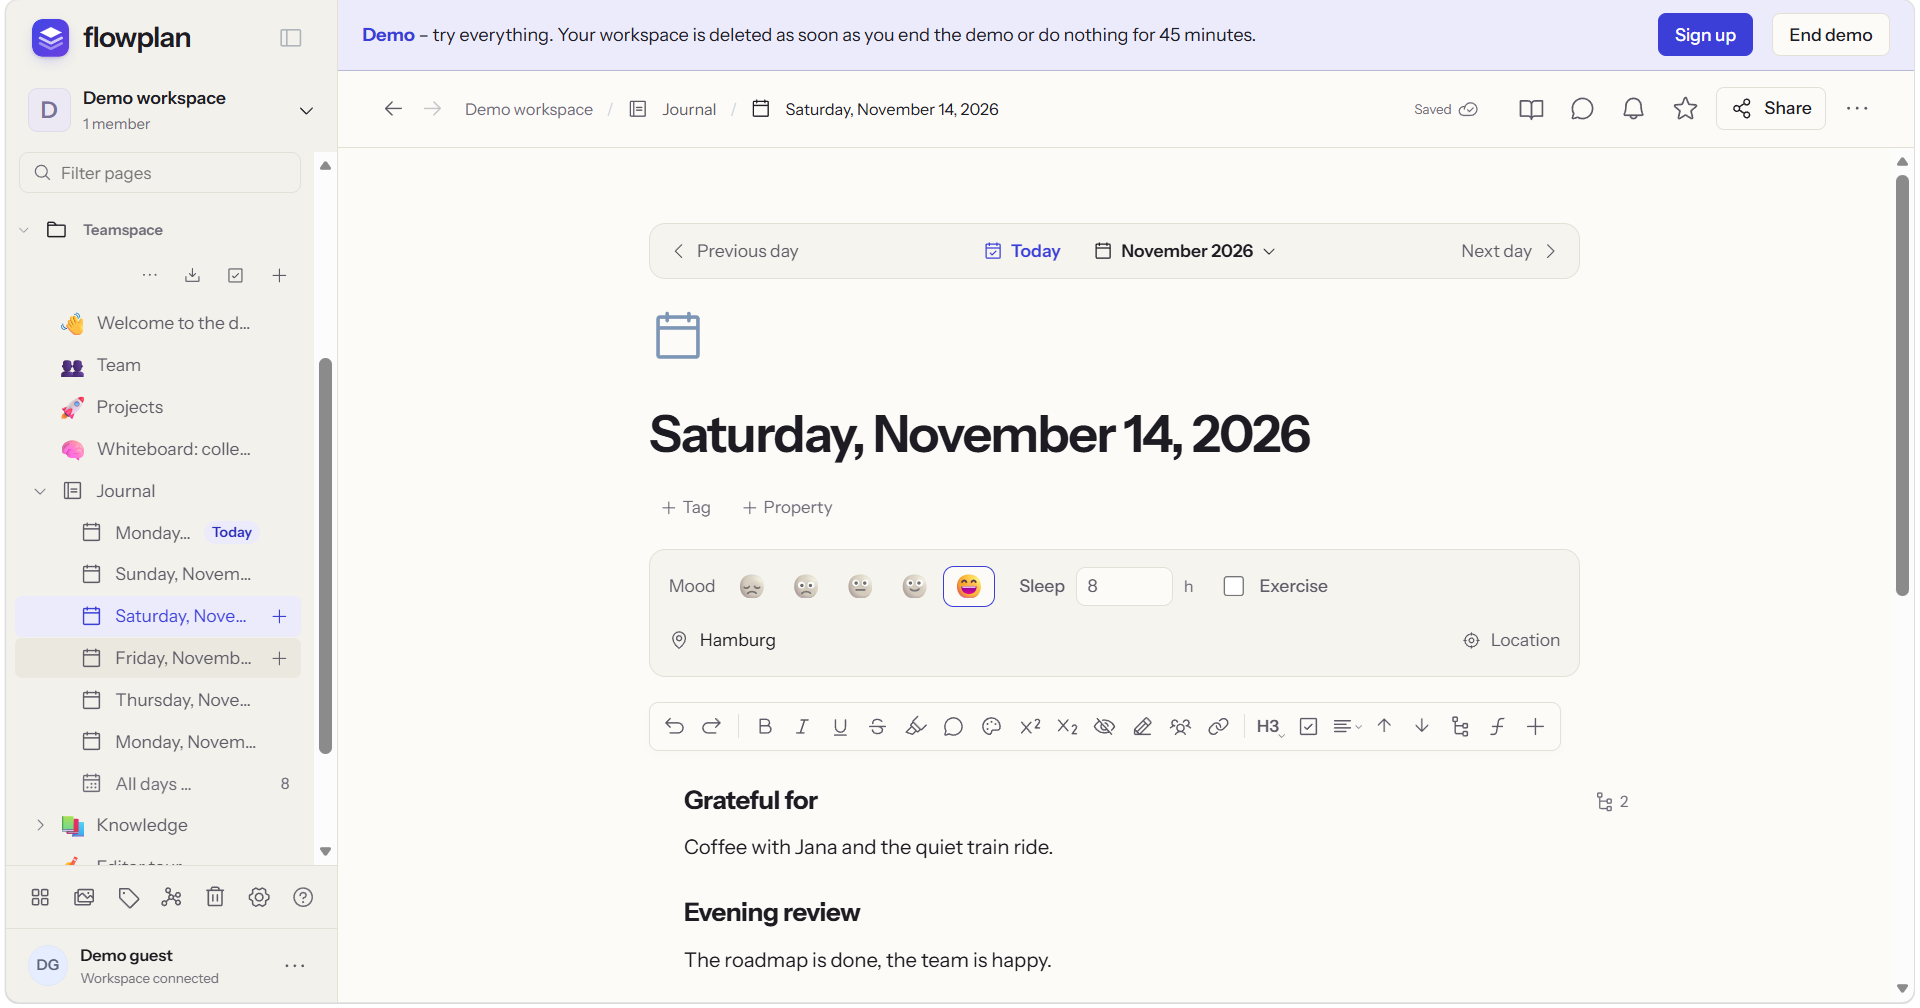 flowplan
Demo – try everything. Your workspace is deleted as soon as you end the demo or do nothing for 45 minutes.
Sign up
End demo
D
Demo workspace
1 member
Demo workspace / Journal / Saturday, November 14, 2026
Saved
Share
Filter pages
Teamspace
Welcome to the d...
Team
Projects
Whiteboard: colle...
Journal
Monday... Today
Sunday, Novem...
Saturday, Nove...
Friday, Novemb...
Thursday, Nove...
Monday, Novem...
All days ... 8
Knowledge
Editor tour
DG
Demo guest
Workspace connected
Previous day
Today
November 2026
Next day
Saturday, November 14, 2026
+ Tag
+ Property
Mood
Sleep 8 h
Exercise
Hamburg
Location
B I U S X² X₂ H3
Grateful for
2
Coffee with Jana and the quiet train ride.
Evening review
The roadmap is done, the team is happy.